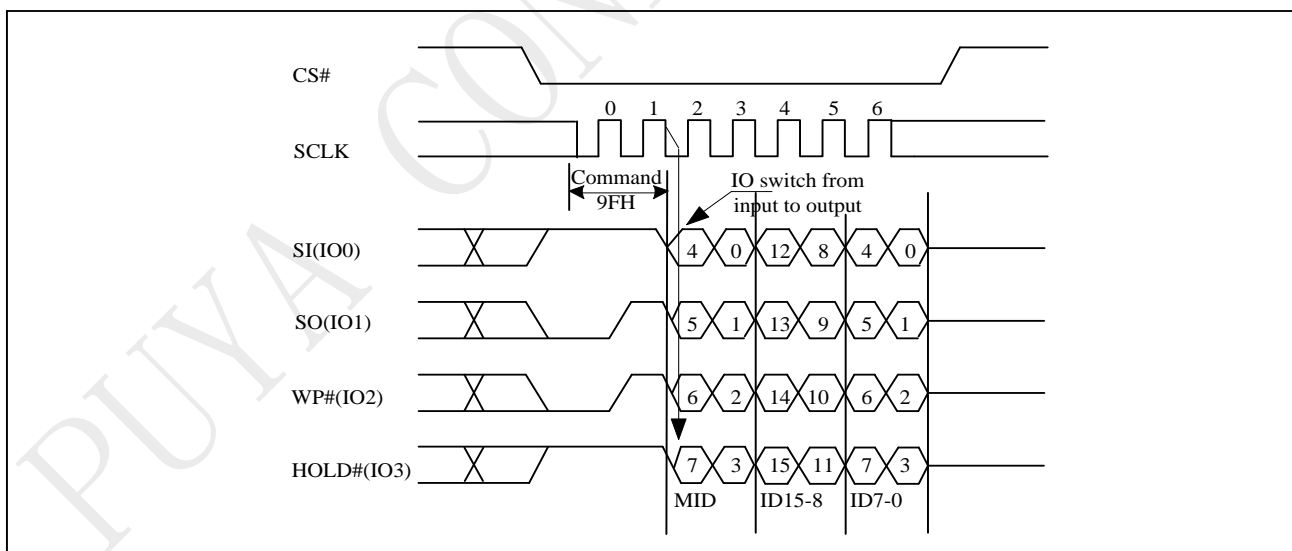 PUYA CON
CS#
0 1 2 3 4 5 6
SCLK
Command
9FH
IO switch from
input to output
SI(IO0)
4 0 12 8 4 0
SO(IO1)
5 1 13 9 5 1
WP#(IO2)
6 2 14 10 6 2
HOLD#(IO3)
7 3 15 11 7 3
MID ID15-8 ID7-0